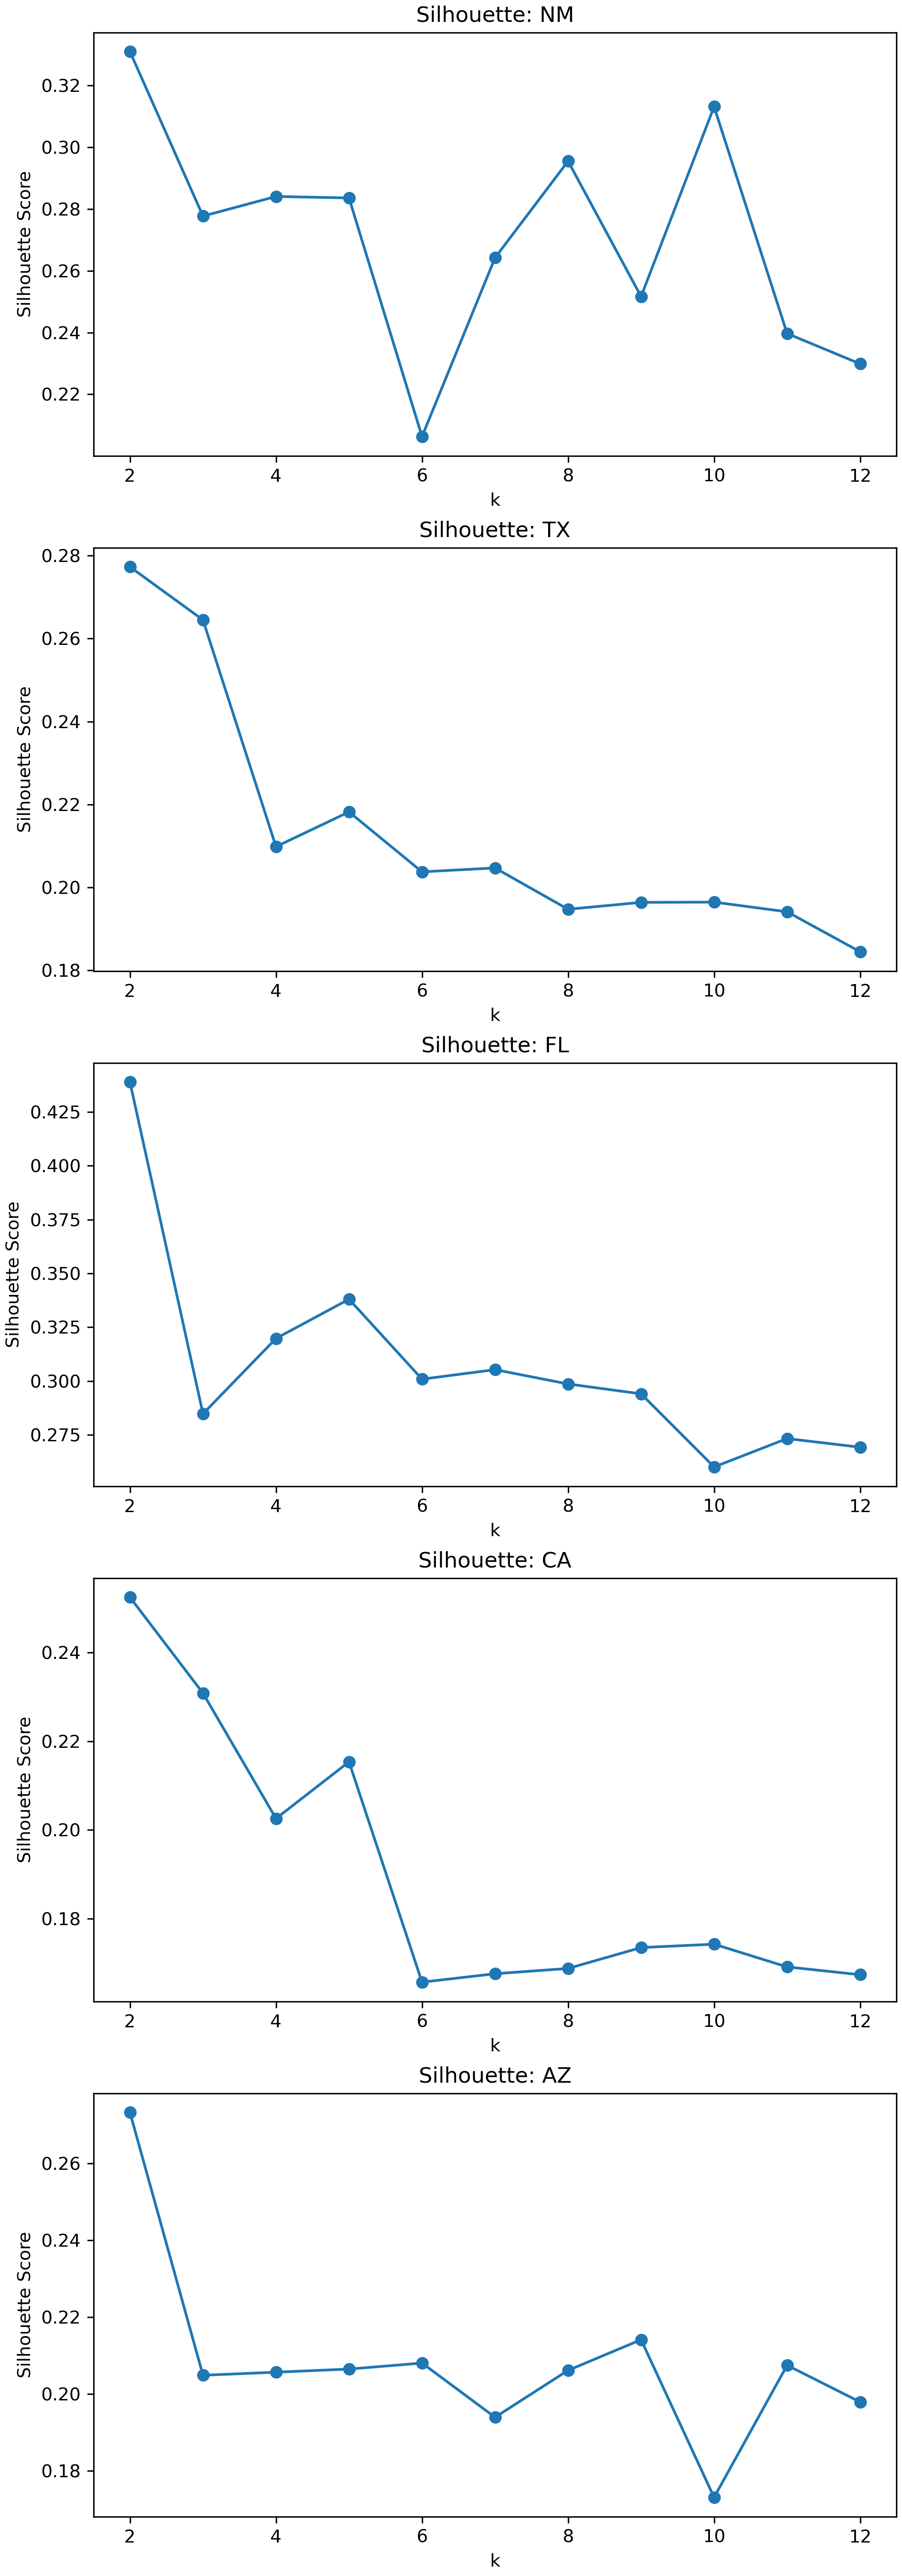 Silhouette: NM
Silhouette Score
0.32
0.30
0.28
0.26
0.24
0.22
2 4 6 8 10 12
k
Silhouette: TX
Silhouette Score
0.28
0.26
0.24
0.22
0.20
0.18
2 4 6 8 10 12
k
Silhouette: FL
Silhouette Score
0.425
0.400
0.375
0.350
0.325
0.300
0.275
2 4 6 8 10 12
k
Silhouette: CA
Silhouette Score
0.24
0.22
0.20
0.18
2 4 6 8 10 12
k
Silhouette: AZ
Silhouette Score
0.26
0.24
0.22
0.20
0.18
2 4 6 8 10 12
k